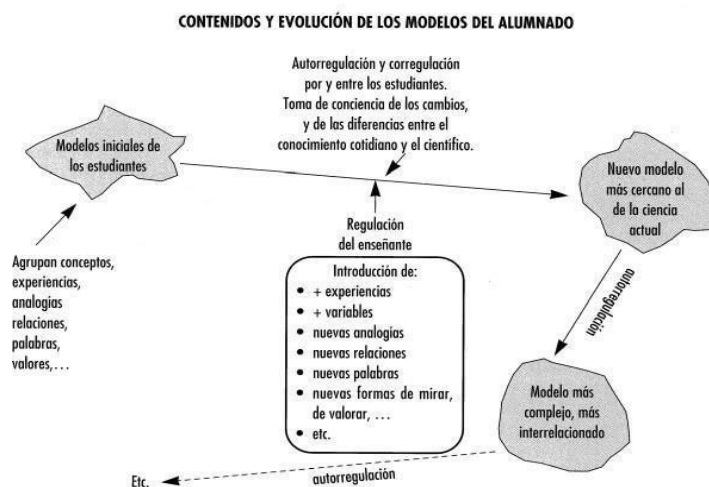 CONTENIDOS Y EVOLUCIÓN DE LOS MODELOS DEL ALUMNADO
Autorregulación y corregulación
por y entre los estudiantes.
Toma de conciencia de los cambios,
y de las diferencias entre el
conocimiento cotidiano y el científico.
Modelos iniciales de
los estudiantes
Nuevo modelo
más cercano al
de la ciencia
actual
Agrupan conceptos,
experiencias,
analogías
relaciones,
palabras,
valores,...
Regulación
del enseñante
Introducción de:
• + experiencias
• + variables
• nuevas analogías
• nuevas relaciones
• nuevas palabras
• nuevas formas de mirar,
de valorar, ...
• etc.
autorregulación
Modelo más
complejo, más
interrelacionado
autorregulación
Etc.